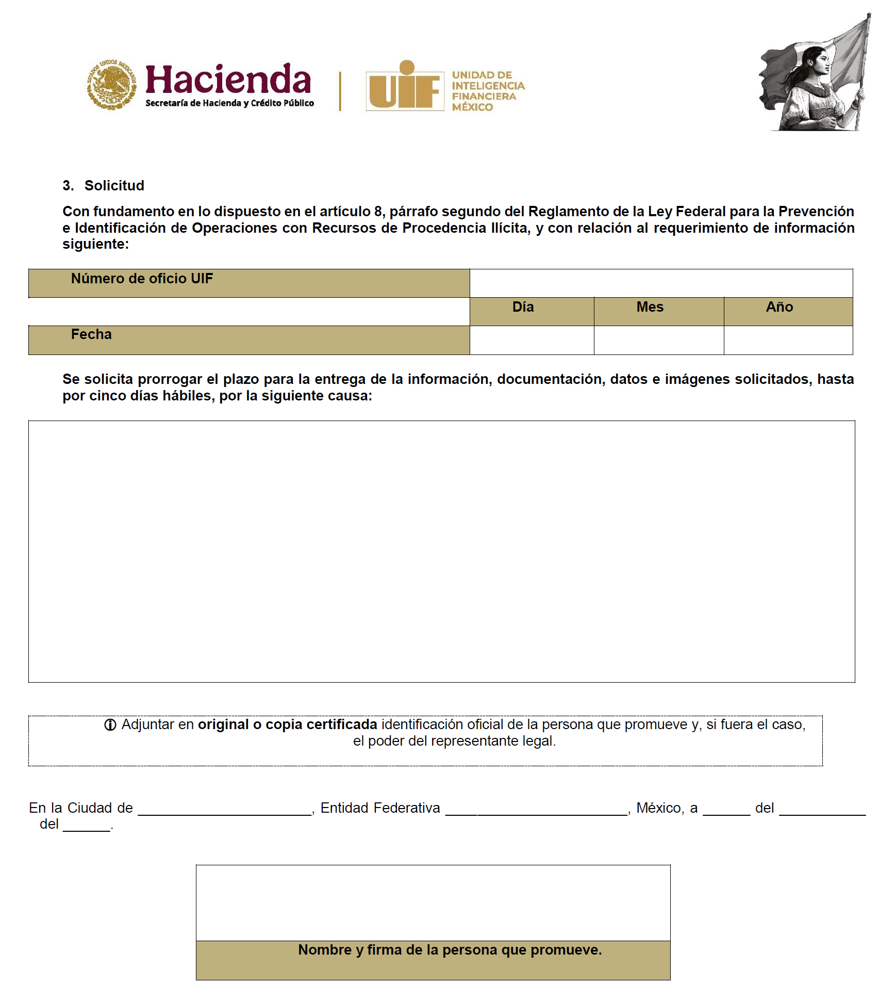 ESTADOS UNIDOS MEXICANOS
Hacienda
Secretaría de Hacienda y Crédito Público
UIF
UNIDAD DE
INTELIGENCIA
FINANCIERA
MÉXICO
3. Solicitud
Con fundamento en lo dispuesto en el artículo 8, párrafo segundo del Reglamento de la Ley Federal para la Prevención
e Identificación de Operaciones con Recursos de Procedencia Ilícita, y con relación al requerimiento de información
siguiente:
Número de oficio UIF
Día Mes Año
Fecha
Se solicita prorrogar el plazo para la entrega de la información, documentación, datos e imágenes solicitados, hasta
por cinco días hábiles, por la siguiente causa:
🛈 Adjuntar en original o copia certificada identificación oficial de la persona que promueve y, si fuera el caso,
el poder del representante legal.
En la Ciudad de ______________________, Entidad Federativa _______________________, México, a ______ del ___________
del ______.
Nombre y firma de la persona que promueve.